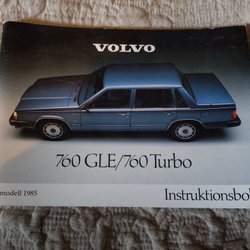 VOLVO
760 GLE/760 Turbo
modell 1985
Instruktionsbo